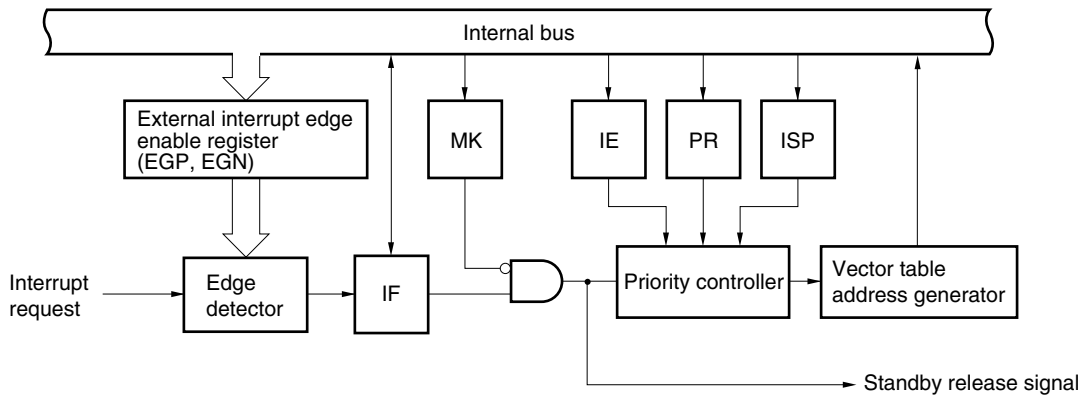 Internal bus
External interrupt edge
enable register
(EGP, EGN)
MK
IE
PR
ISP
Interrupt
request
Edge
detector
IF
Priority controller
Vector table
address generator
Standby release signal